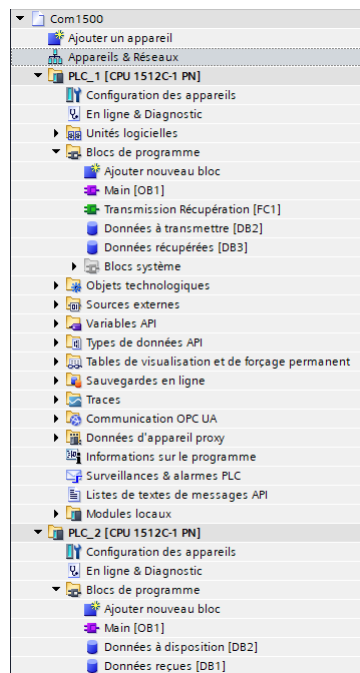 Com1500
Ajouter un appareil
Appareils & Réseaux
PLC_1 [CPU 1512C-1 PN]
Configuration des appareils
En ligne & Diagnostic
Unités logicielles
Blocs de programme
Ajouter nouveau bloc
Main [OB1]
Transmission Récupération [FC1]
Données à transmettre [DB2]
Données récupérées [DB3]
Blocs système
Objets technologiques
Sources externes
Variables API
Types de données API
Tables de visualisation et de forçage permanent
Sauvegardes en ligne
Traces
Communication OPC UA
Données d'appareil proxy
Informations sur le programme
Surveillances & alarmes PLC
Listes de textes de messages API
Modules locaux
PLC_2 [CPU 1512C-1 PN]
Configuration des appareils
En ligne & Diagnostic
Blocs de programme
Ajouter nouveau bloc
Main [OB1]
Données à disposition [DB2]
Données reçues [DB1]